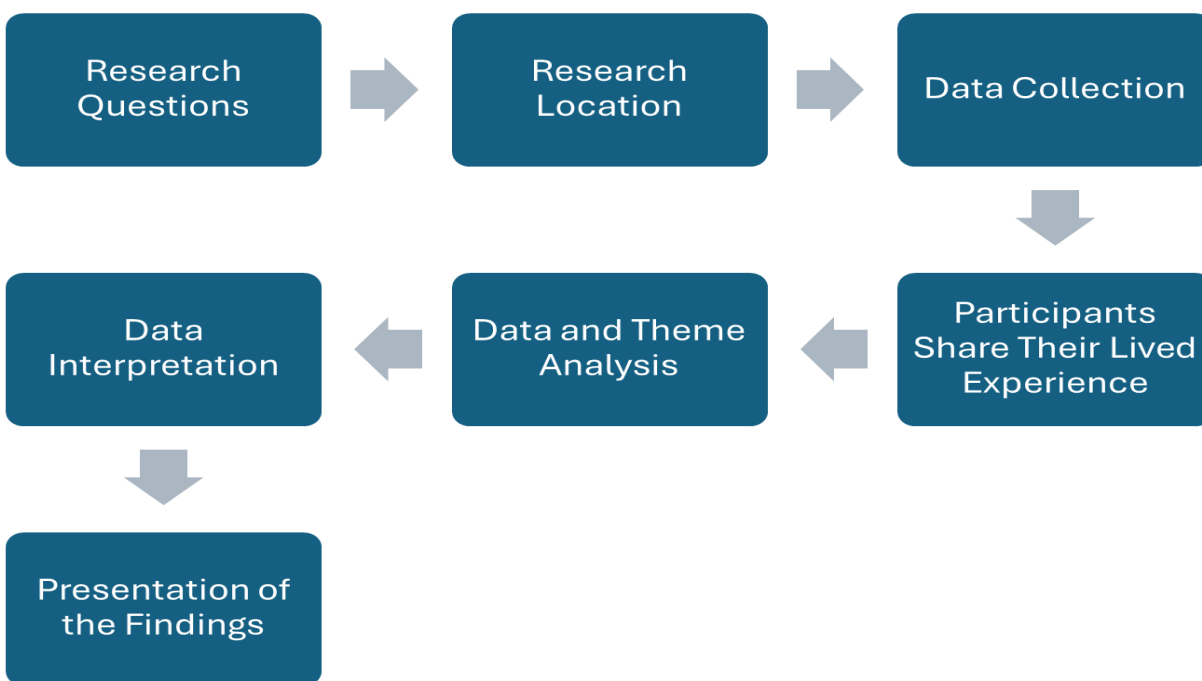 Research
Questions
Research
Location
Data Collection
Participants
Share Their Lived
Experience
Data and Theme
Analysis
Data
Interpretation
Presentation of
the Findings